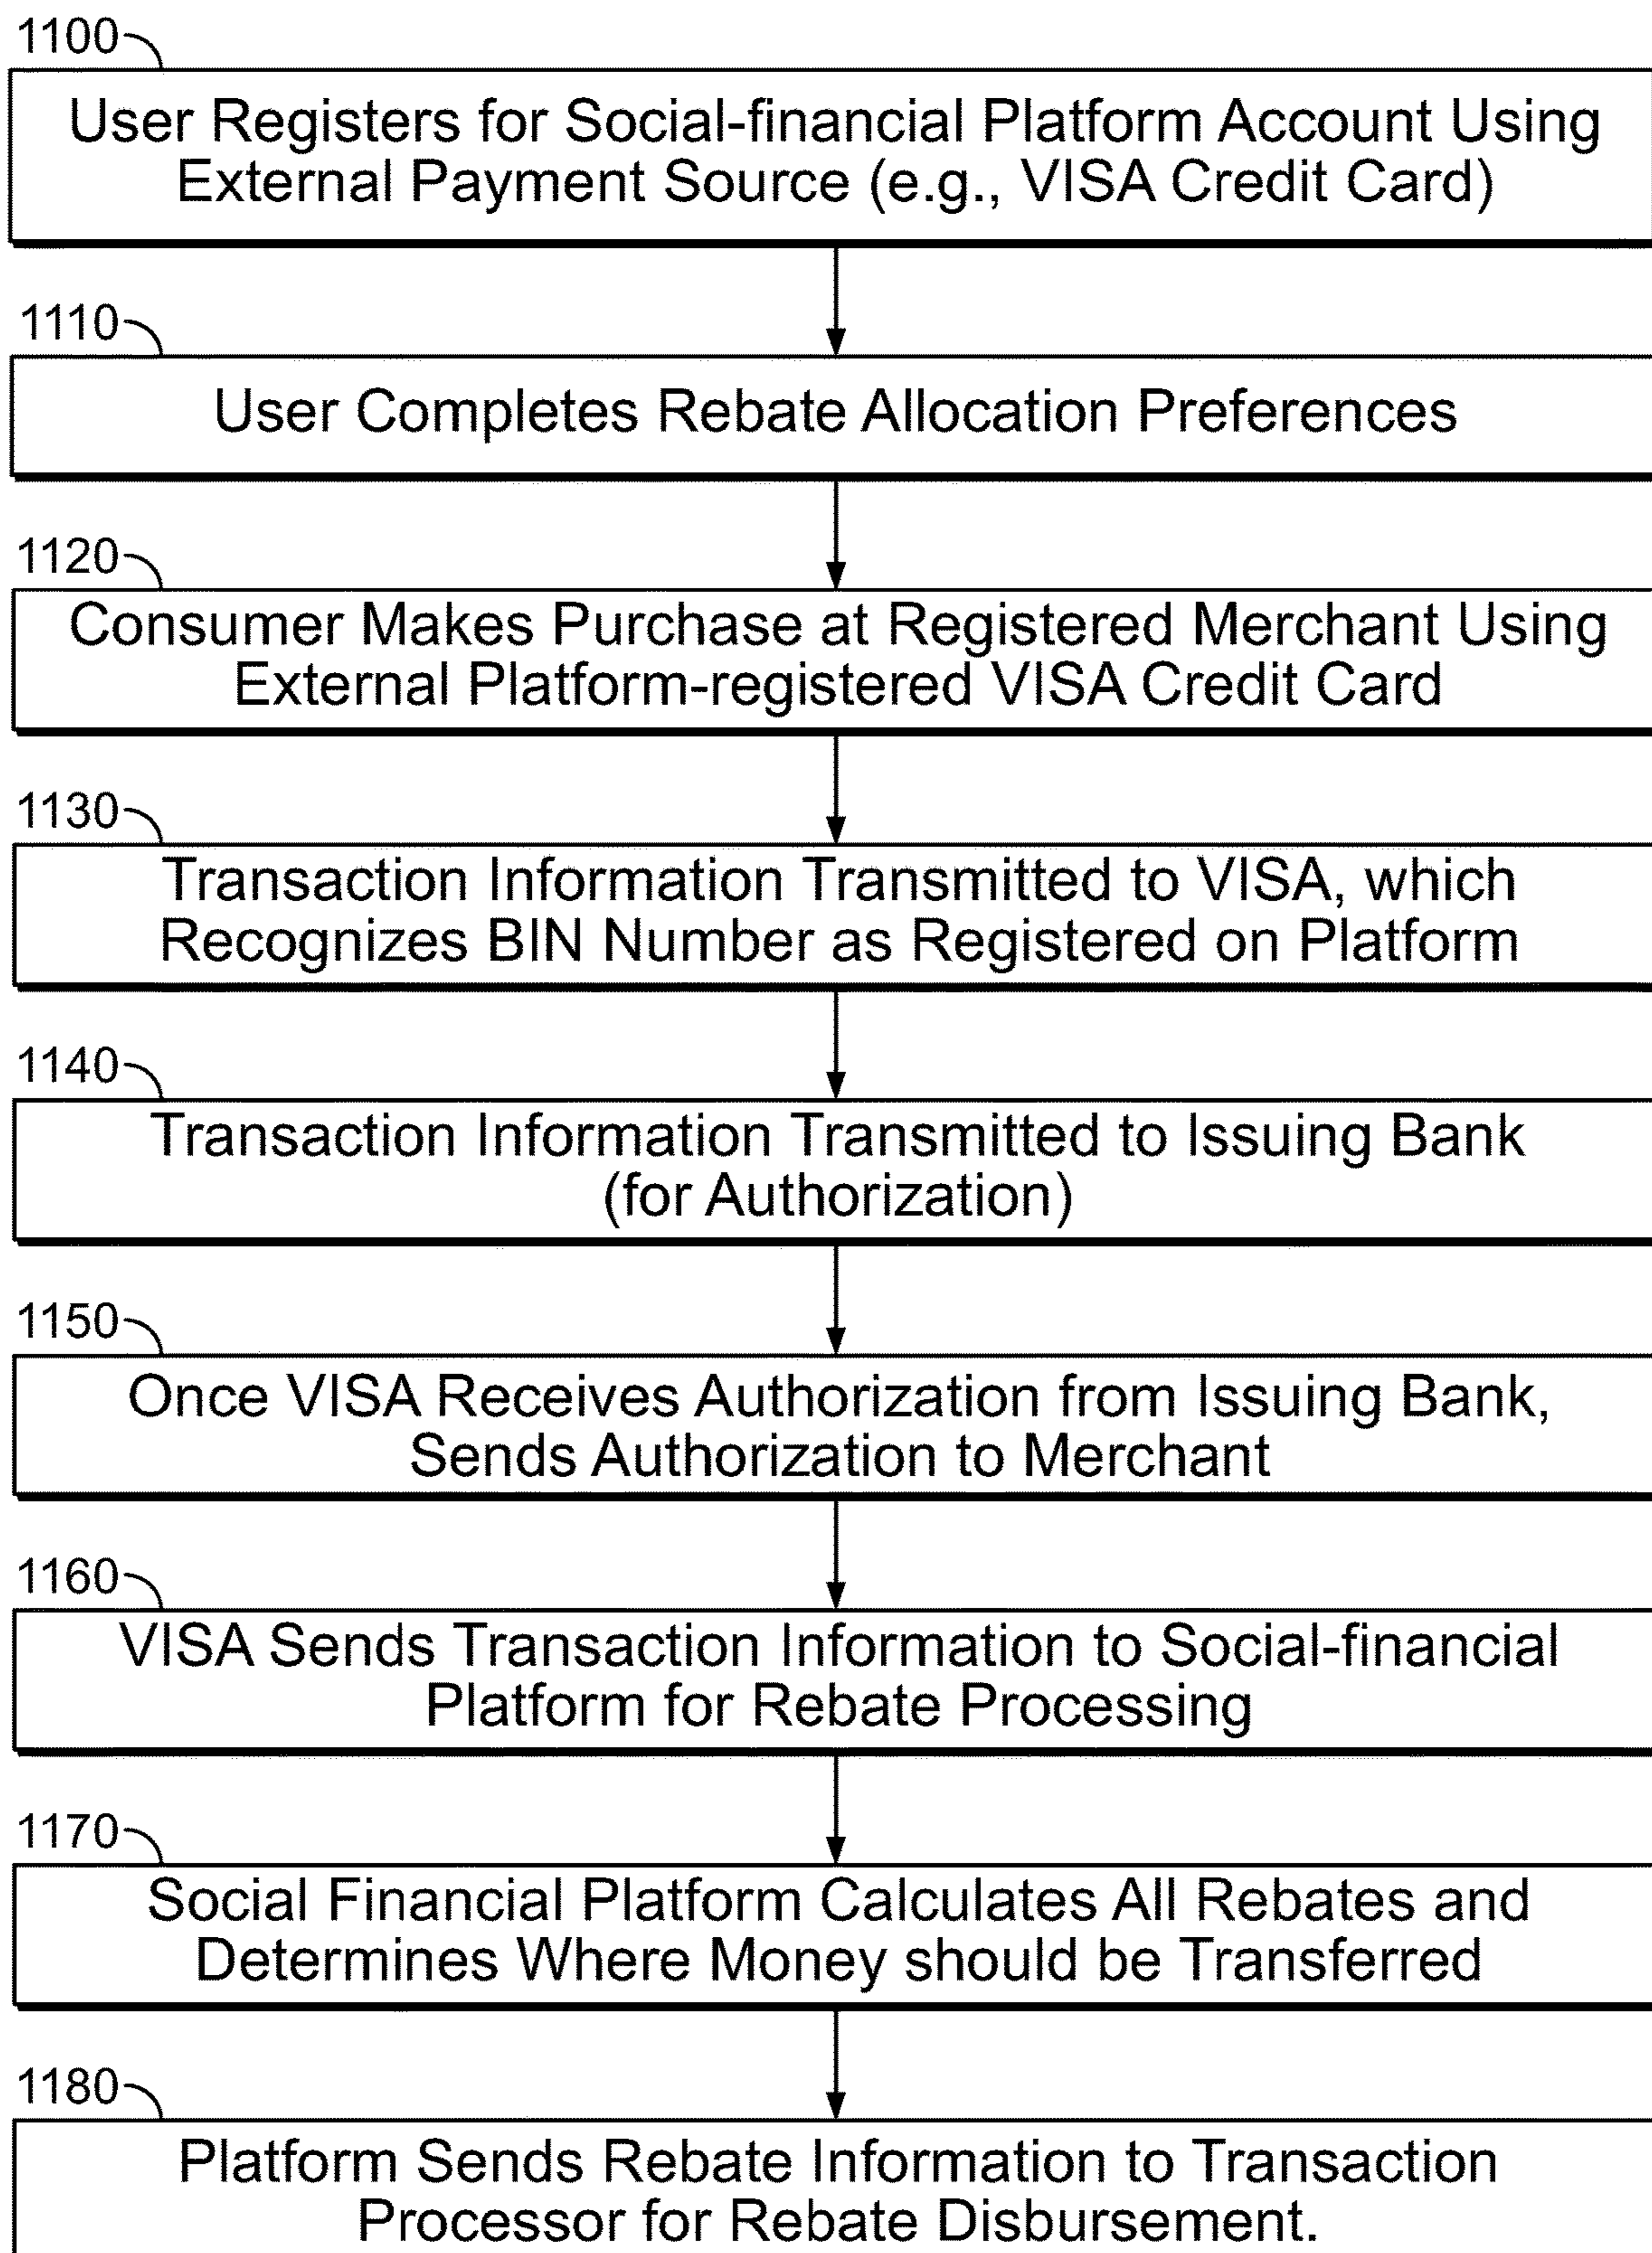 1100
User Registers for Social-financial Platform Account Using
External Payment Source (e.g., VISA Credit Card)
1110
User Completes Rebate Allocation Preferences
1120
Consumer Makes Purchase at Registered Merchant Using
External Platform-registered VISA Credit Card
1130
Transaction Information Transmitted to VISA, which
Recognizes BIN Number as Registered on Platform
1140
Transaction Information Transmitted to Issuing Bank
(for Authorization)
1150
Once VISA Receives Authorization from Issuing Bank,
Sends Authorization to Merchant
1160
VISA Sends Transaction Information to Social-financial
Platform for Rebate Processing
1170
Social Financial Platform Calculates All Rebates and
Determines Where Money should be Transferred
1180
Platform Sends Rebate Information to Transaction
Processor for Rebate Disbursement.